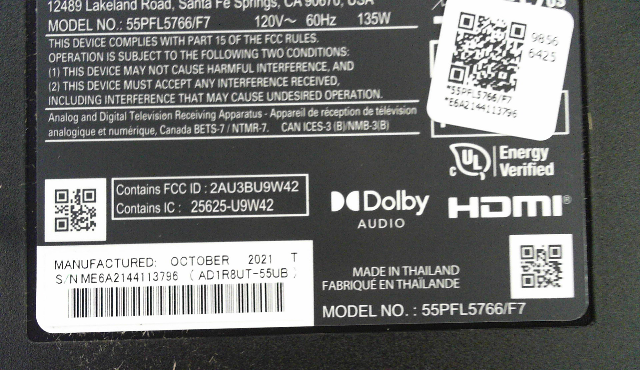 12489 Lakeland Road, Santa Fe Springs, CA 90670, USA
MODEL NO.: 55PFL5766/F7 120V~ 60Hz 135W
THIS DEVICE COMPLIES WITH PART 15 OF THE FCC RULES.
OPERATION IS SUBJECT TO THE FOLLOWING TWO CONDITIONS:
(1) THIS DEVICE MAY NOT CAUSE HARMFUL INTERFERENCE, AND
(2) THIS DEVICE MUST ACCEPT ANY INTERFERENCE RECEIVED,
INCLUDING INTERFERENCE THAT MAY CAUSE UNDESIRED OPERATION.
Analog and Digital Television Receiving Apparatus - Appareil de réception de télévision
analogique et numérique, Canada BETS-7 / NTMR-7. CAN ICES-3 (B)/NMB-3(B)
9856
6425
*55PFL5766/F7
*E6A2144113796
c UL Energy
Verified
Contains FCC ID : 2AU3BU9W42
Contains IC : 25625-U9W42
Dolby
AUDIO
HDMI®
MANUFACTURED: OCTOBER 2021 T
S/N ME6A2144113796 ( AD1R8UT-55UB )
MADE IN THAILAND
FABRIQUÉ EN THAÏLANDE
MODEL NO. : 55PFL5766/F7